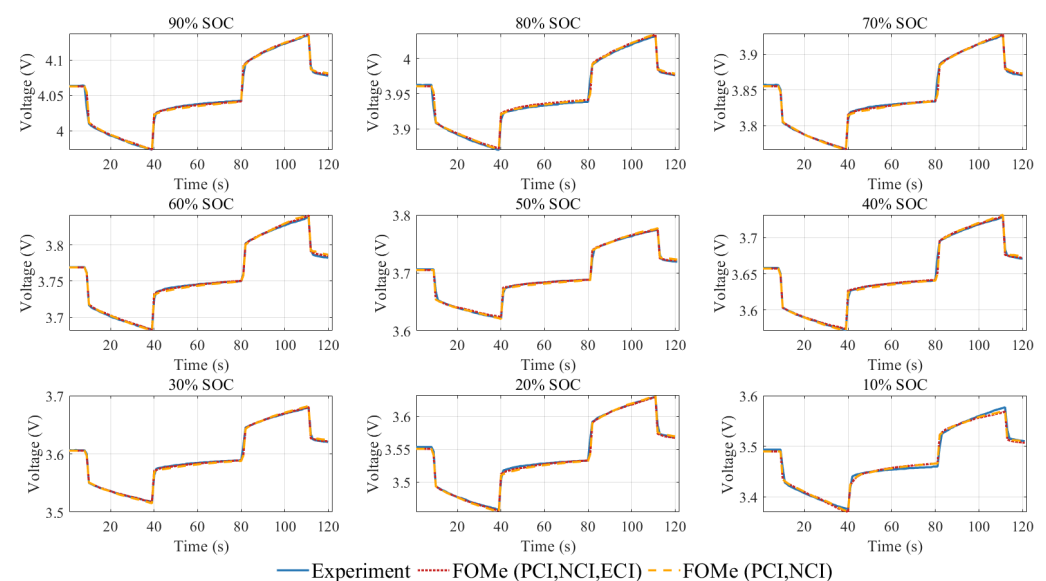 90% SOC
80% SOC
70% SOC
Voltage (V)
4.1
4.05
4
20 40 60 80 100 120
Time (s)
Voltage (V)
4
3.95
3.9
20 40 60 80 100 120
Time (s)
Voltage (V)
3.9
3.85
3.8
20 40 60 80 100 120
Time (s)
60% SOC
50% SOC
40% SOC
Voltage (V)
3.8
3.75
3.7
20 40 60 80 100 120
Time (s)
Voltage (V)
3.8
3.7
3.6
20 40 60 80 100 120
Time (s)
Voltage (V)
3.7
3.65
3.6
20 40 60 80 100 120
Time (s)
30% SOC
20% SOC
10% SOC
Voltage (V)
3.7
3.6
3.5
20 40 60 80 100 120
Time (s)
Voltage (V)
3.6
3.55
3.5
20 40 60 80 100 120
Time (s)
Voltage (V)
3.6
3.5
3.4
20 40 60 80 100 120
Time (s)
Experiment FOMe (PCI,NCI,ECI) FOMe (PCI,NCI)